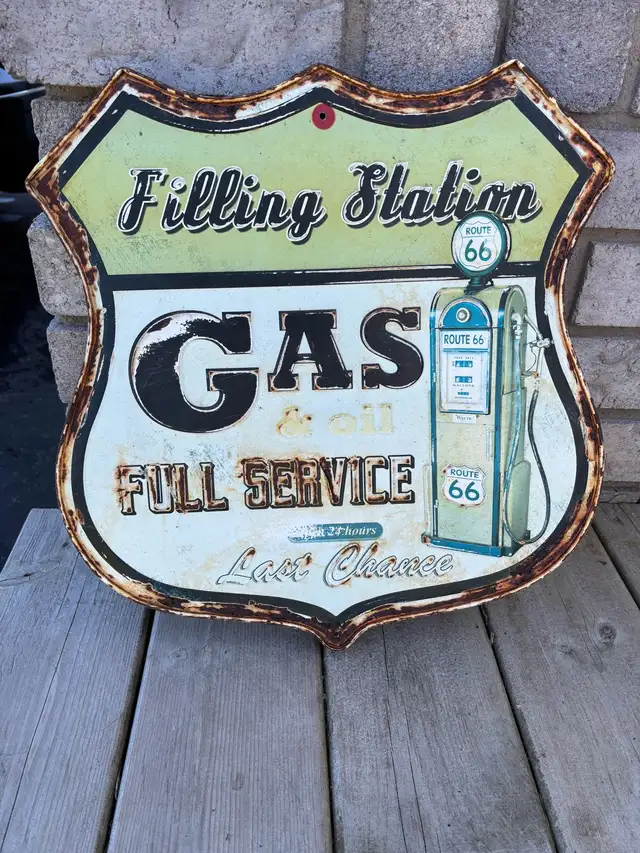 Filling Station
ROUTE
66
GAS
ROUTE 66
& oil
FULL SERVICE
ROUTE
66
24 hours
Last Chance